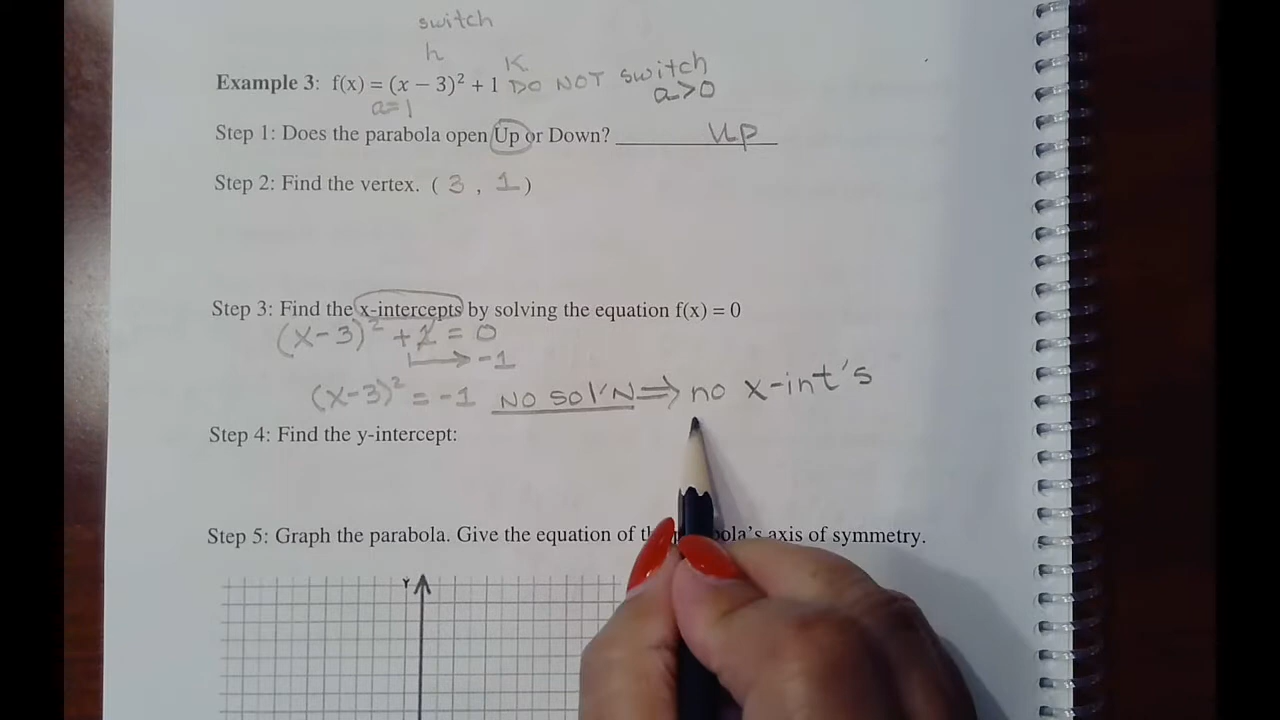 switch
h
K
Example 3: f(x) = (x − 3)² + 1 DO NOT switch
a=1 a>0
Step 1: Does the parabola open Up or Down? ____ Up
Step 2: Find the vertex. ( 3 , 1 )
Step 3: Find the x-intercepts by solving the equation f(x) = 0
(x-3)² + 1 = 0
→ -1
(x-3)² = -1 NO SOL'N ⇒ no x-int's
Step 4: Find the y-intercept:
Step 5: Graph the parabola. Give the equation of bola's axis of symmetry.
Y